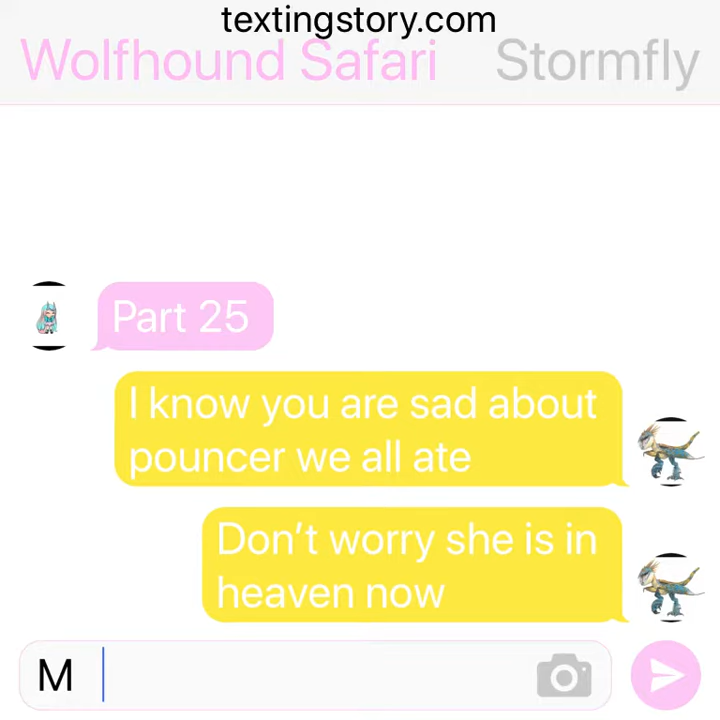 textingstory.com
Wolfhound Safari Stormfly
Part 25
I know you are sad about
pouncer we all ate
Don’t worry she is in
heaven now
M